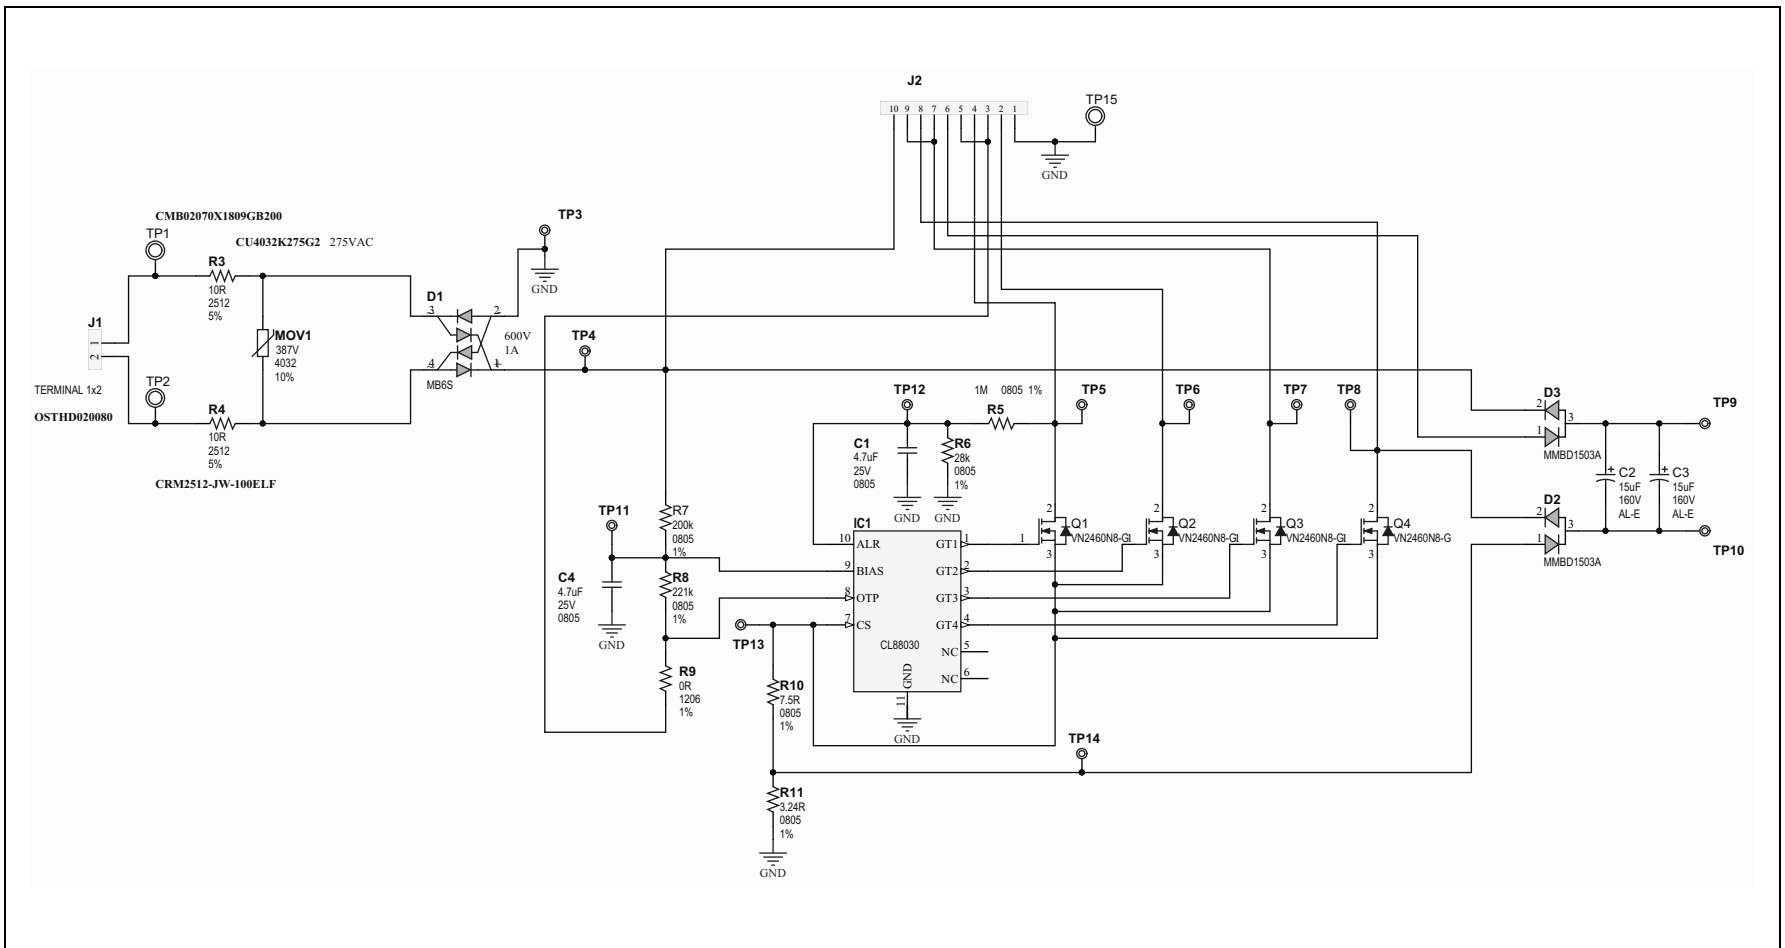 J2
10 9 8 7 6 5 4 3 2 1
TP15
GND
CMB02070X1809GB200
TP1
CU4032K275G2 275VAC
TP3
GND
R3
10R
2512
5%
J1
1
2
TERMINAL 1x2
OSTHD020080
MOV1
387V
4032
10%
TP2
R4
10R
2512
5%
CRM2512-JW-100ELF
D1
3
2
4
1
+
-
600V
1A
MB6S
TP4
TP12
1M 0805 1%
R5
TP5
TP6
TP7
TP8
C1
4.7uF
25V
0805
R6
28k
0805
1%
GND
GND
D3
2
1
3
MMBD1503A
TP9
C2
15uF
160V
AL-E
+
C3
15uF
160V
AL-E
+
D2
2
1
3
MMBD1503A
TP10
TP11
R7
200k
0805
1%
C4
4.7uF
25V
0805
GND
R8
221k
0805
1%
R9
0R
1206
1%
IC1
10 ALR
9 BIAS
8 OTP
7 CS
GT1 1
GT2 2
GT3 3
GT4 4
NC 5
NC 6
CL88030
GND
11
GND
2
Q1
1
VN2460N8-G
3
2
Q2
1
VN2460N8-G
3
2
Q3
1
VN2460N8-G
3
2
Q4
1
VN2460N8-G
3
TP13
R10
7.5R
0805
1%
TP14
R11
3.24R
0805
1%
GND